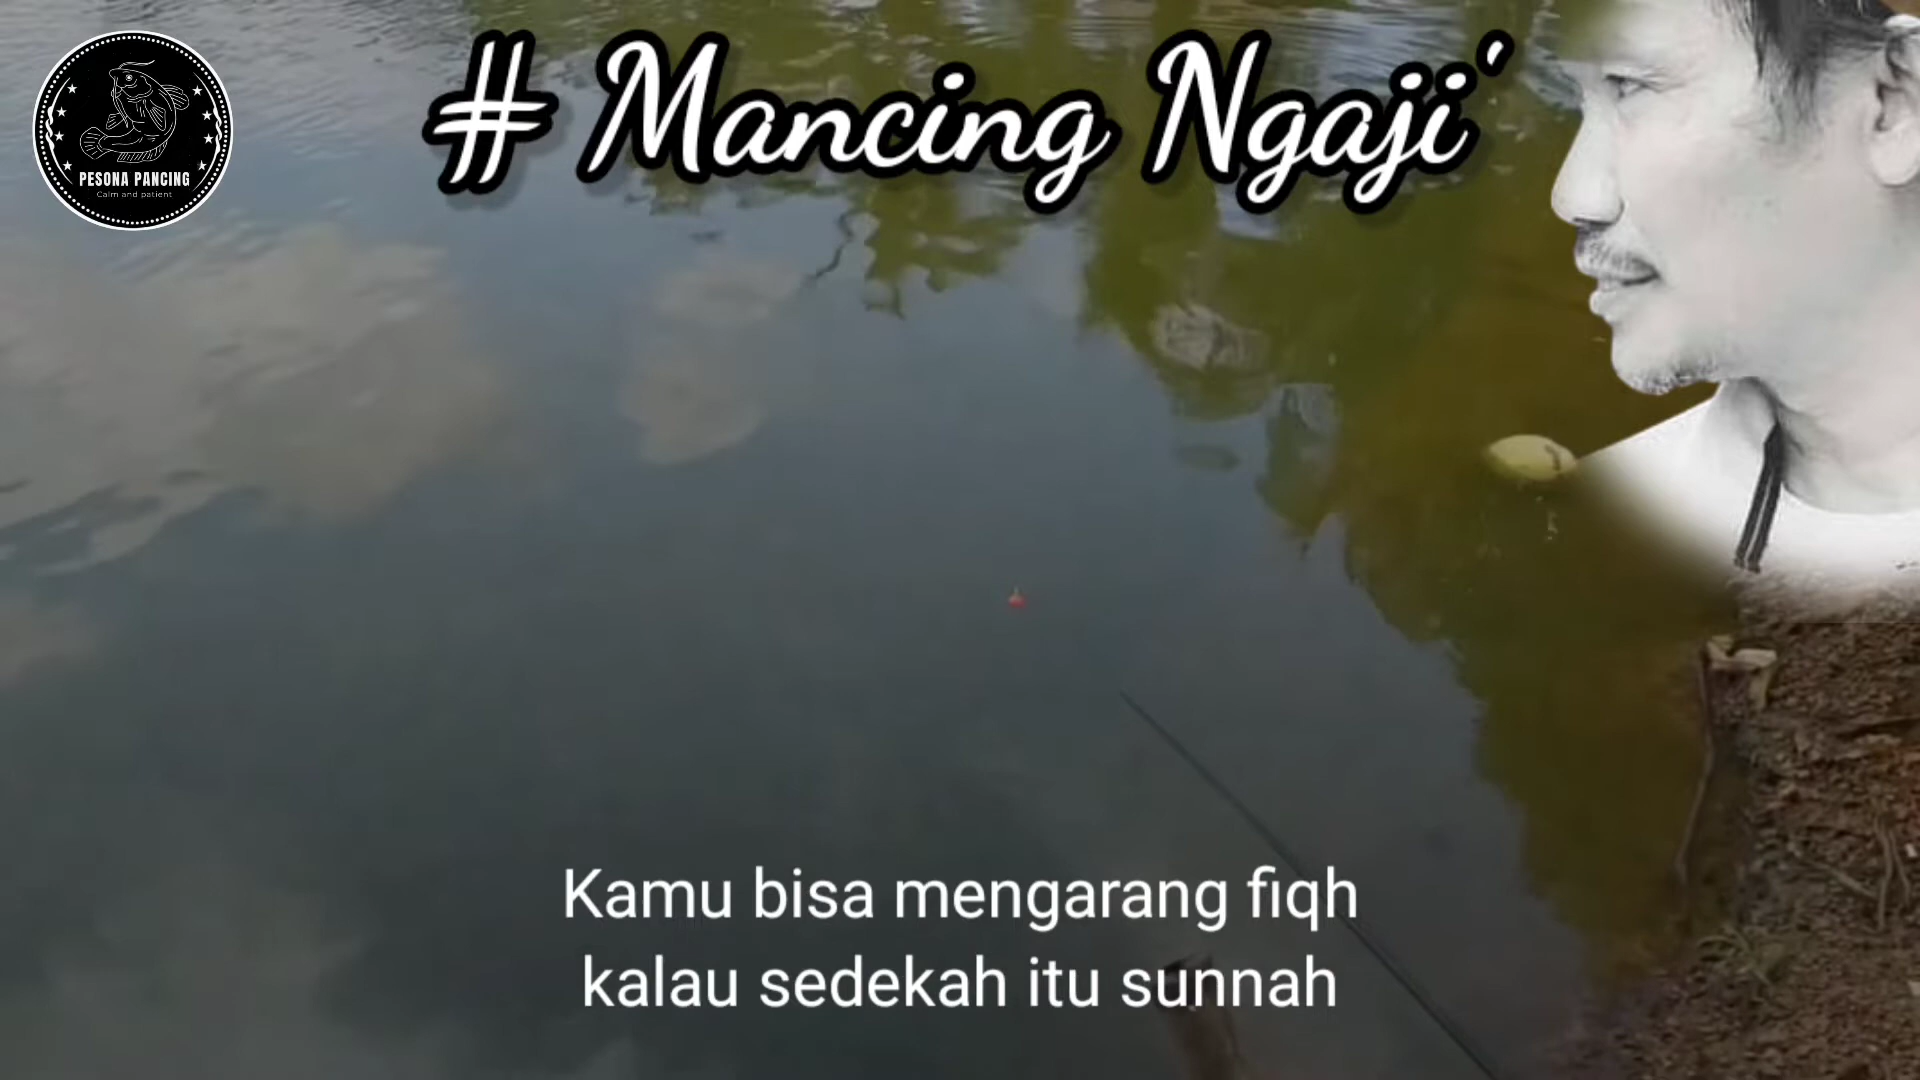 # Mancing Ngaji'
PESONA PANCING
Calm and patient
Kamu bisa mengarang fiqh
kalau sedekah itu sunnah